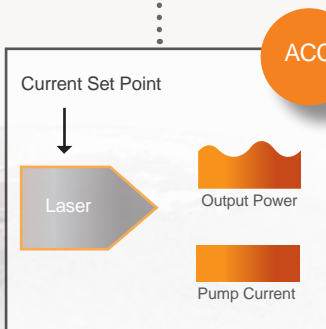 ACC
Current Set Point
Laser
Output Power
Pump Current